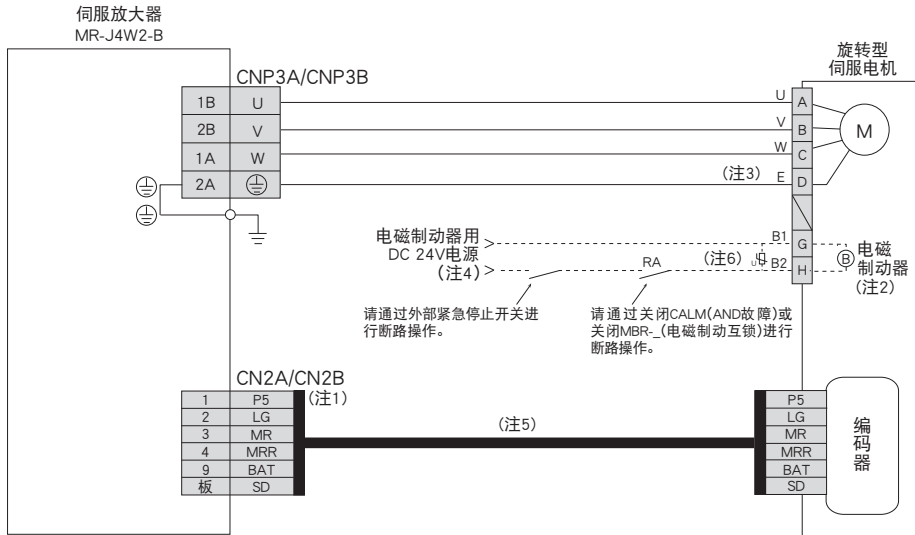 伺服放大器
MR-J4W2-B
CNP3A/CNP3B
1B U
2B V
1A W
2A
旋转型
伺服电机
U A
V B
W C
(注3) E D
M
电磁制动器用
DC 24V电源
(注4)
RA
(注6)
U
B1 G
B2 H
B
电磁
制动器
(注2)
请通过外部紧急停止开关进
行断路操作。
请通过关闭CALM(AND故障)或
关闭MBR-_(电磁制动互锁)进行
断路操作。
CN2A/CN2B
(注1)
1 P5
2 LG
3 MR
4 MRR
9 BAT
板 SD
(注5)
P5
LG
MR
MRR
BAT
SD
编
码
器